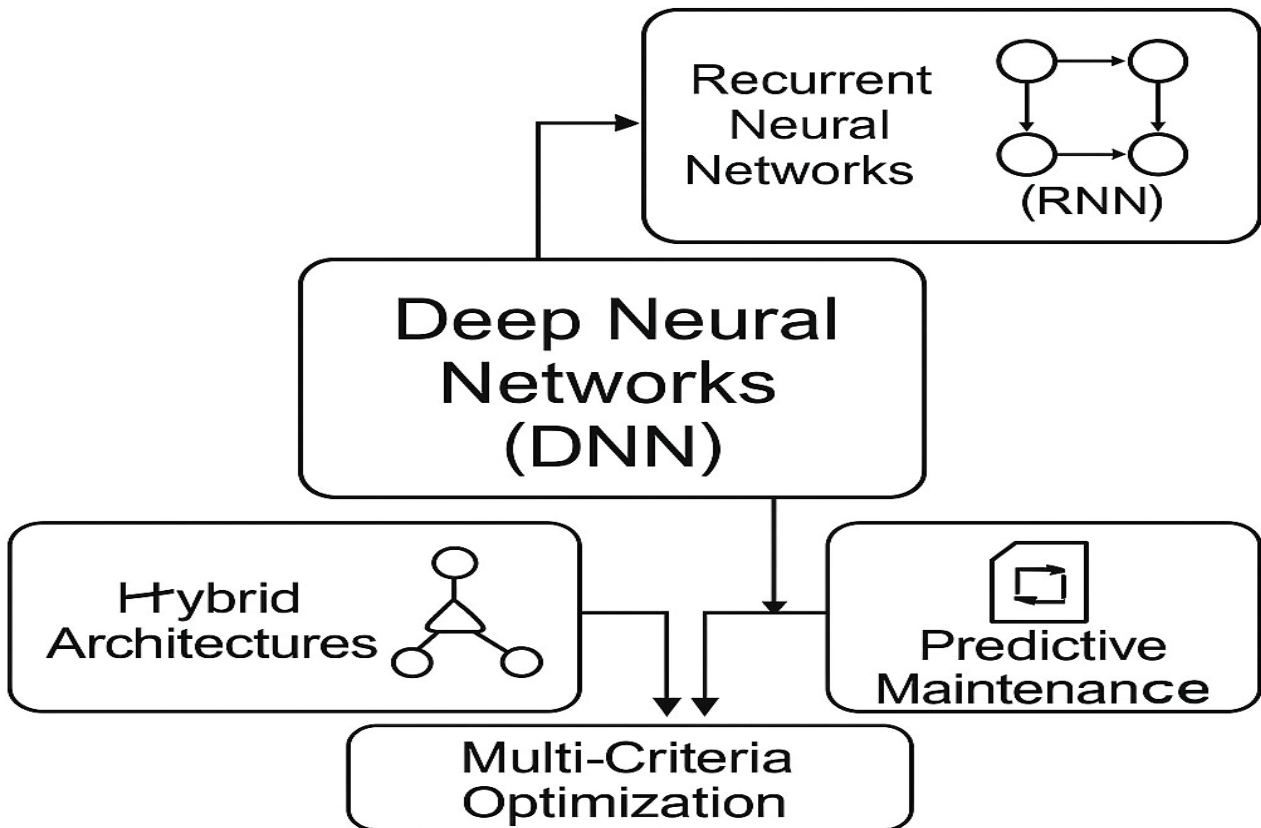 Recurrent
Neural
Networks
(RNN)
Deep Neural
Networks
(DNN)
Hybrid
Architectures
Predictive
Maintenance
Multi-Criteria
Optimization